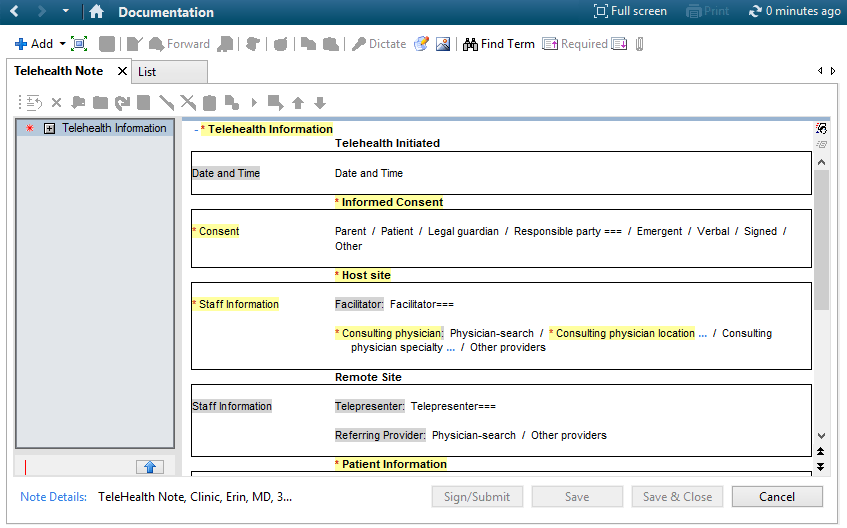 Documentation Full screen Print 0 minutes ago
+ Add Forward Dictate Find Term Required
Telehealth Note × List
* + Telehealth Information
- * Telehealth Information
Telehealth Initiated
Date and Time Date and Time
* Informed Consent
* Consent Parent / Patient / Legal guardian / Responsible party === / Emergent / Verbal / Signed /
Other
* Host site
* Staff Information Facilitator: Facilitator===
* Consulting physician: Physician-search / * Consulting physician location ... / Consulting
physician specialty ... / Other providers
Remote Site
Staff Information Telepresenter: Telepresenter===
Referring Provider: Physician-search / Other providers
* Patient Information
Note Details: TeleHealth Note, Clinic, Erin, MD, 3... Sign/Submit Save Save & Close Cancel